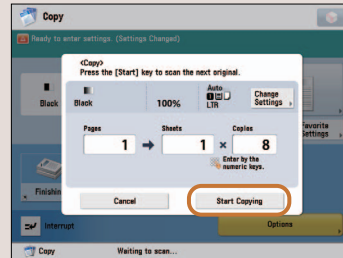 Copy
Ready to enter settings. (Settings Changed)
<Copy>
Press the [Start] key to scan the next original.
Black
Black
100%
Auto
LTR
Change Settings
Pages
Sheets
Copies
1
1
×
8
Enter by the numeric keys.
Favorite Settings
Finishin
Cancel
Start Copying
Interrupt
Options
Copy
Waiting to scan...